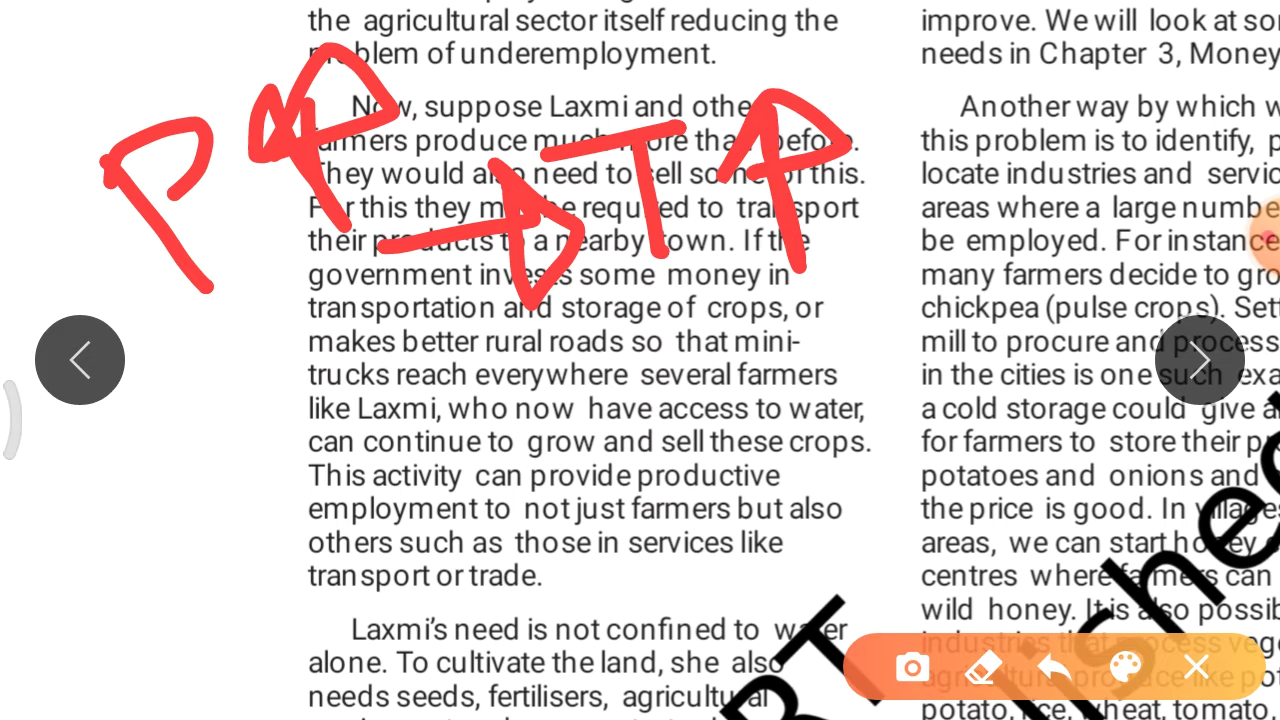 the agricultural sector itself reducing the
problem of underemployment.
Now, suppose Laxmi and other
farmers produce much more than before.
They would also need to sell some of this.
For this they may be required to transport
their products to a nearby town. If the
government invests some money in
transportation and storage of crops, or
makes better rural roads so that mini-
trucks reach everywhere several farmers
like Laxmi, who now have access to water,
can continue to grow and sell these crops.
This activity can provide productive
employment to not just farmers but also
others such as those in services like
transport or trade.
Laxmi's need is not confined to water
alone. To cultivate the land, she also
needs seeds, fertilisers, agricultural
improve. We will look at
needs in Chapter 3, Money
Another way by which
this problem is to identify,
locate industries and
areas where a large
be employed. For instance
many farmers decide to
chickpea (pulse crops).
mill to procure and process
in the cities is one such
a cold storage could give
for farmers to store their
potatoes and onions and
the price is good. In villages
areas, we can start honey
centres where farmers can
wild honey. It is also
industries that process
agricultural produce like
potato, rice, wheat, tomato,
P↑ → T↑